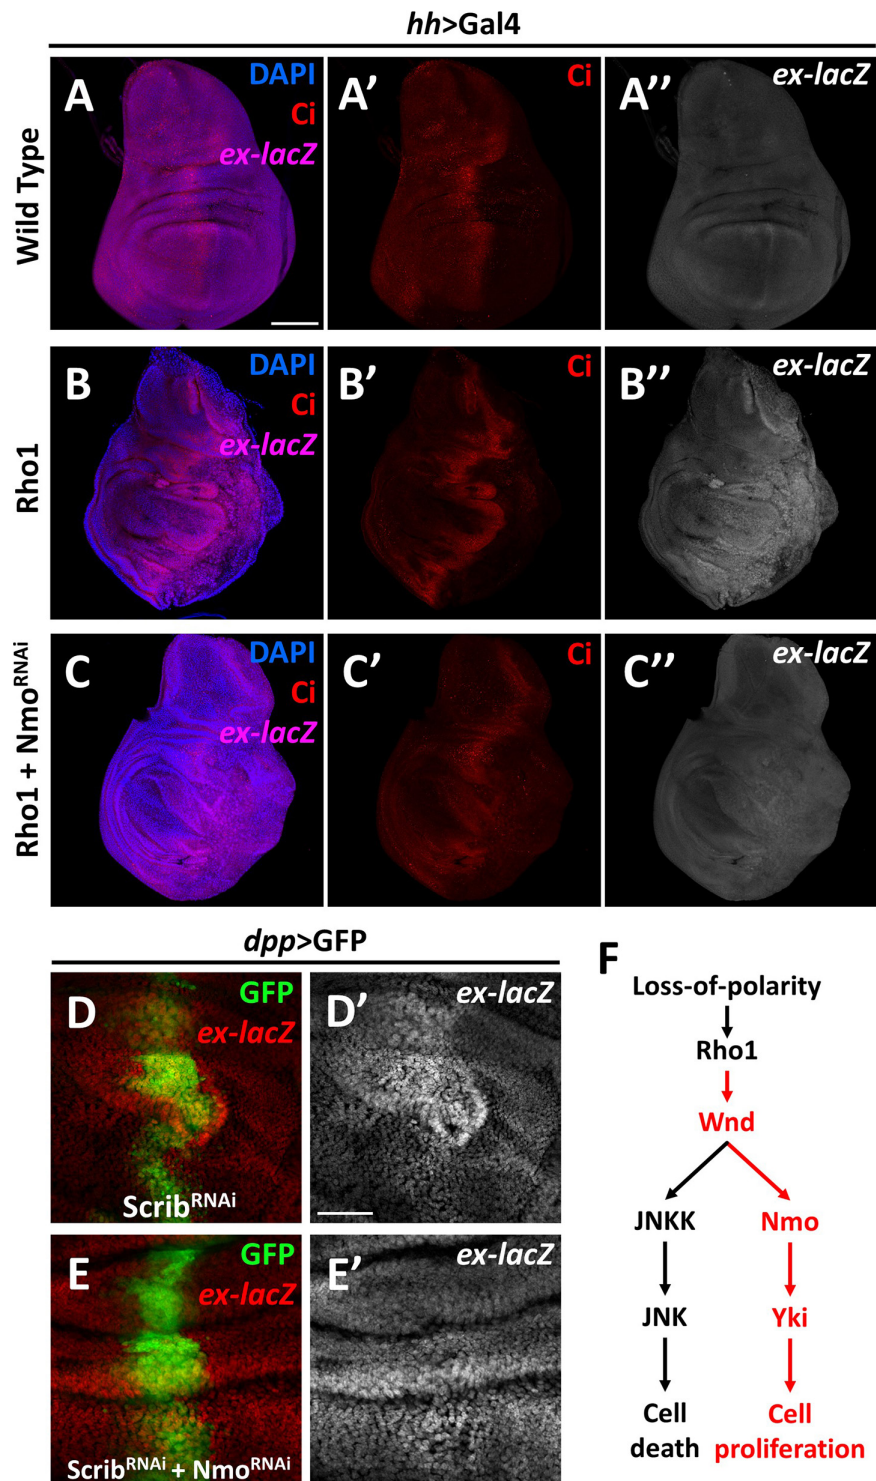 hh>Gal4
Wild Type
A
DAPI
Ci
ex-lacZ
A'
Ci
A''
ex-lacZ
Rho1
B
DAPI
Ci
ex-lacZ
B'
Ci
B''
ex-lacZ
Rho1 + Nmo^RNAi
C
DAPI
Ci
ex-lacZ
C'
Ci
C''
ex-lacZ
dpp>GFP
D
GFP
ex-lacZ
Scrib^RNAi
D'
ex-lacZ
E
GFP
ex-lacZ
Scrib^RNAi + Nmo^RNAi
E'
ex-lacZ
F
Loss-of-polarity
Rho1
Wnd
JNKK Nmo
JNK Yki
Cell Cell
death proliferation